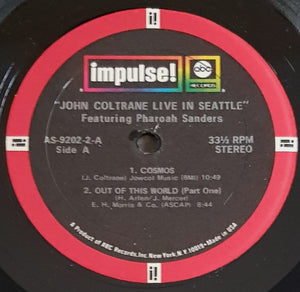 i!
impulse!
abc
RECORDS
"JOHN COLTRANE LIVE IN SEATTLE"
Featuring Pharoah Sanders
AS-9202-2-A
Side A
33⅓ RPM
STEREO
1. COSMOS
(J. Coltrane) Jowcol Music (BMI) 10:49
2. OUT OF THIS WORLD (Part One)
(H. Arlen/J. Mercer)
E. H. Morris & Co. (ASCAP) 8:44
i!
i!
A Product of ABC Records, Inc. New York, N.Y. 10019 • Made in USA
i!